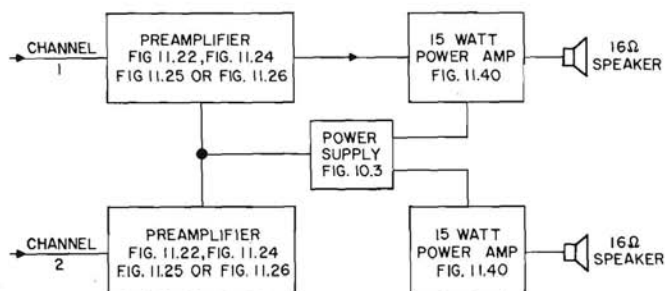 CHANNEL
1
PREAMPLIFIER
FIG 11.22, FIG. 11.24
FIG 11.25 OR FIG. 11.26
15 WATT
POWER AMP
FIG. 11.40
16Ω
SPEAKER
POWER
SUPPLY
FIG. 10.3
CHANNEL
2
PREAMPLIFIER
FIG. 11.22, FIG. 11.24
FIG. 11.25 OR FIG. 11.26
15 WATT
POWER AMP
FIG. 11.40
16Ω
SPEAKER